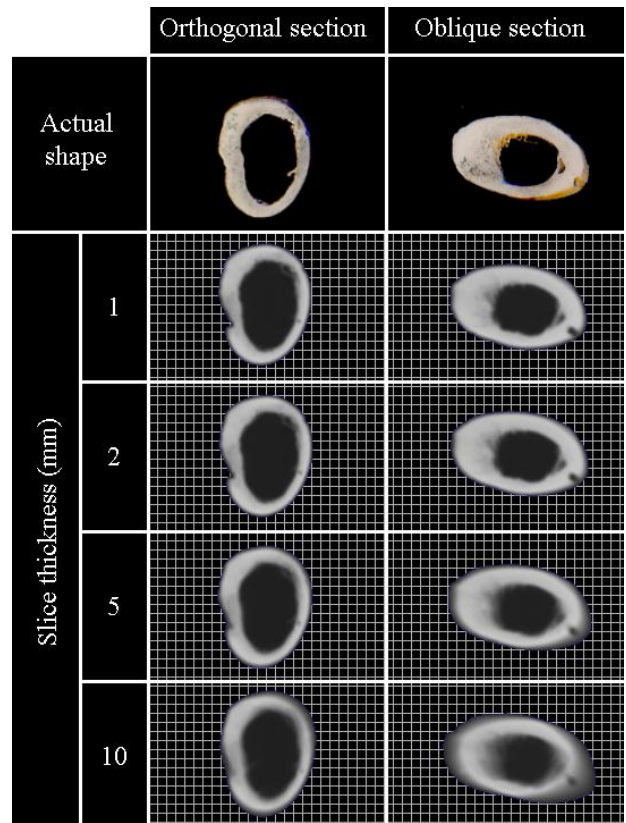 Orthogonal section
Oblique section
Actual
shape
Slice thickness (mm)
1
2
5
10